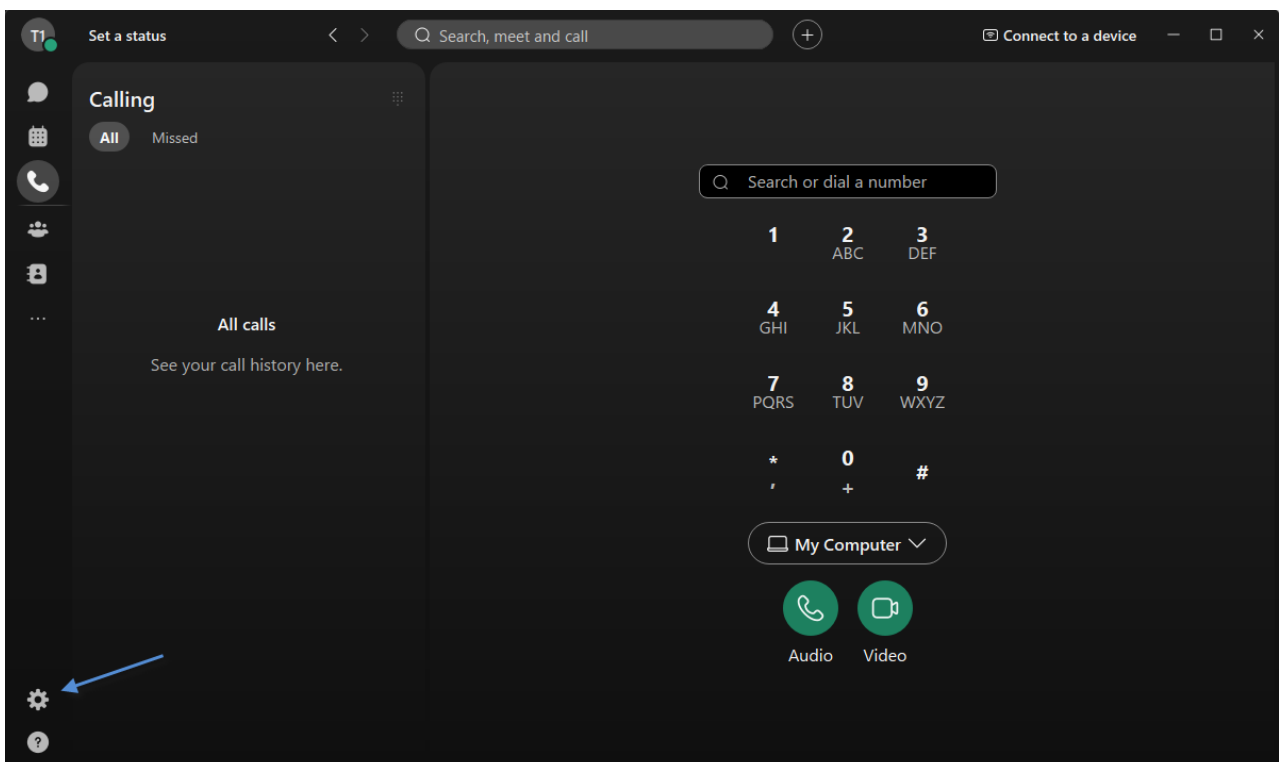 T1 Set a status Search, meet and call Connect to a device
Calling
All Missed
All calls
See your call history here.
Search or dial a number
1 2 3
ABC DEF
4 5 6
GHI JKL MNO
7 8 9
PQRS TUV WXYZ
* 0 #
, +
My Computer
Audio Video
?